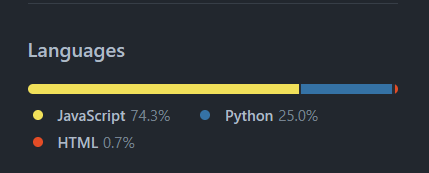 Languages
JavaScript 74.3% Python 25.0%
HTML 0.7%